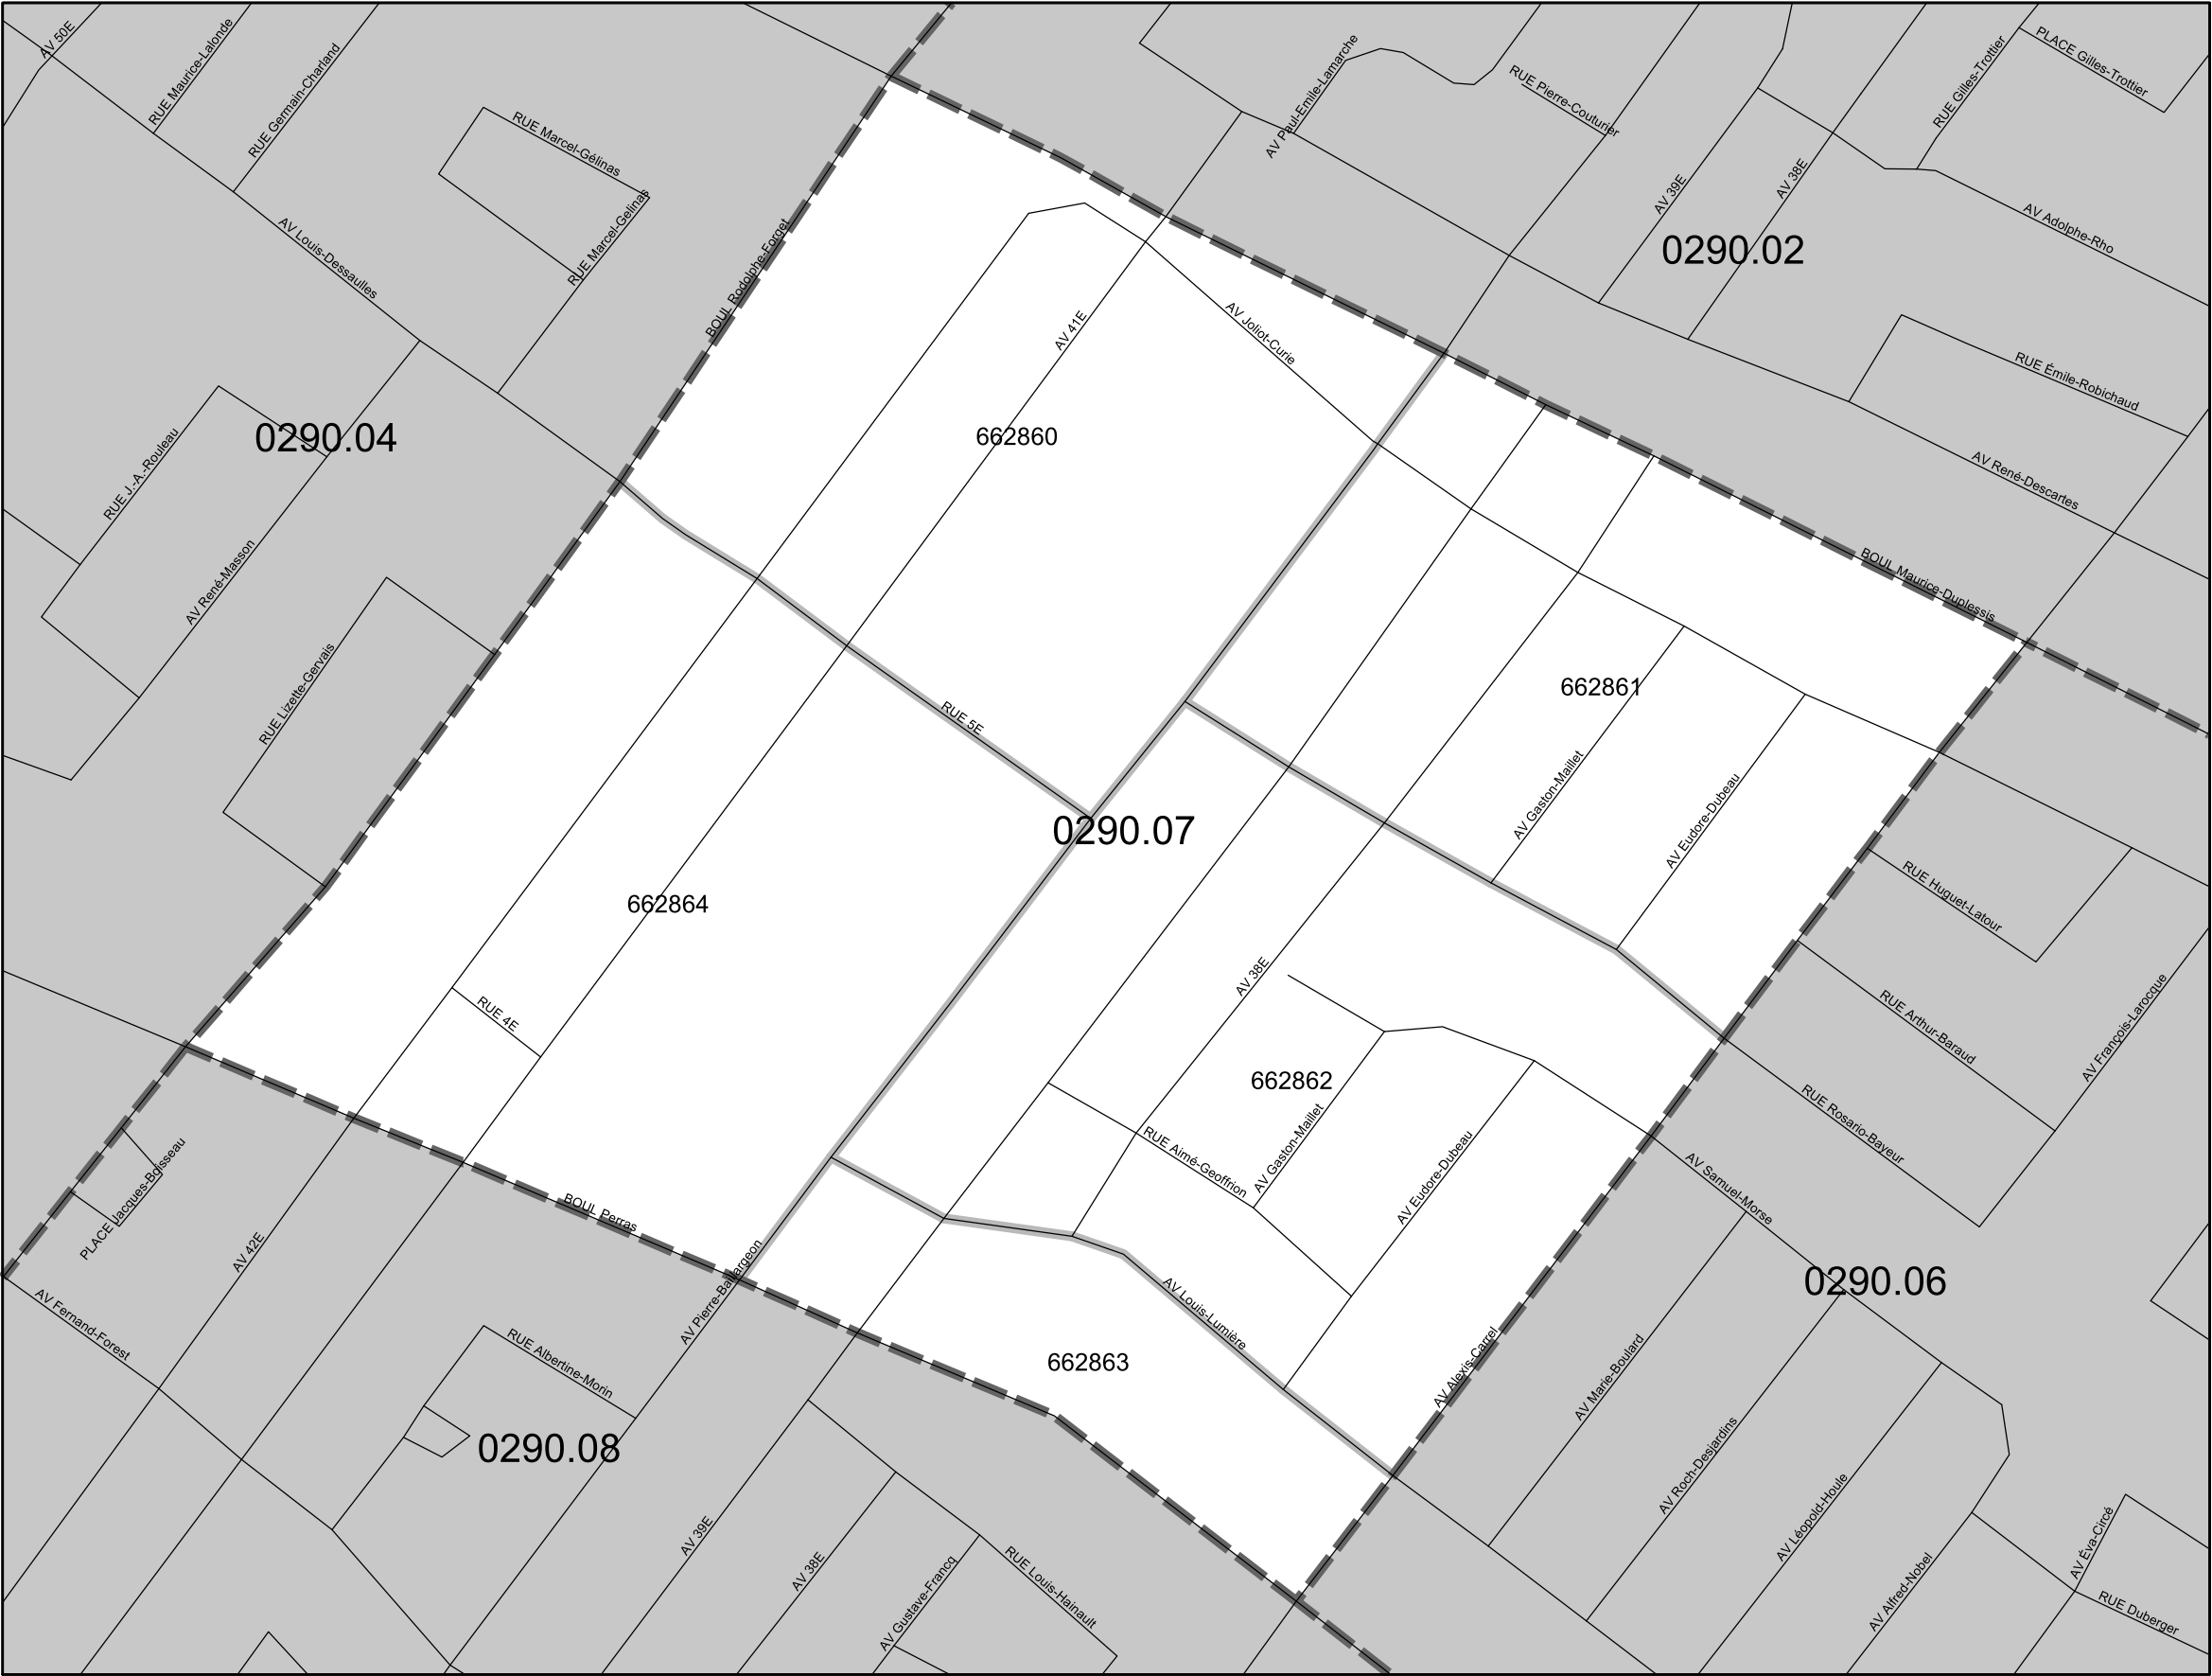 AV 50E
RUE Maurice-Lalonde
RUE Germain-Charland
RUE Marcel-Gélinas
RUE Marcel-Gelinas
AV Louis-Dessaulles
BOUL Rodolphe-Forget
AV Paul-Emile-Lamarche
RUE Pierre-Couturier
RUE Gilles-Trottier
PLACE Gilles-Trottier
AV 39E
AV 38E
AV Adolphe-Rho
0290.02
AV 41E
AV Joliot-Curie
RUE Émile-Robichaud
AV René-Descartes
0290.04
662860
RUE J.-A.-Rouleau
AV René-Masson
BOUL Maurice-Duplessis
RUE Lizette-Gervais
662861
RUE 5E
AV Gaston-Maillet
AV Eudore-Dubeau
0290.07
RUE Huguet-Latour
662864
AV 38E
RUE 4E
RUE Arthur-Baraud
AV François-Larocque
662862
RUE Rosario-Bayeur
RUE Aimé-Geoffrion
AV Gaston-Maillet
AV Eudore-Dubeau
AV Samuel-Morse
PLACE Jacques-Boisseau
BOUL Perras
AV 42E
AV Pierre-Baillargeon
0290.06
AV Louis-Lumière
AV Fernand-Forest
RUE Albertine-Morin
662863
AV Alexis-Carrel
AV Marie-Boulard
0290.08
AV Roch-Desjardins
AV Léopold-Houle
AV 39E
AV 38E
AV Gustave-Francq
RUE Louis-Hainault
AV Alfred-Nobel
AV Éva-Circé
RUE Duberger